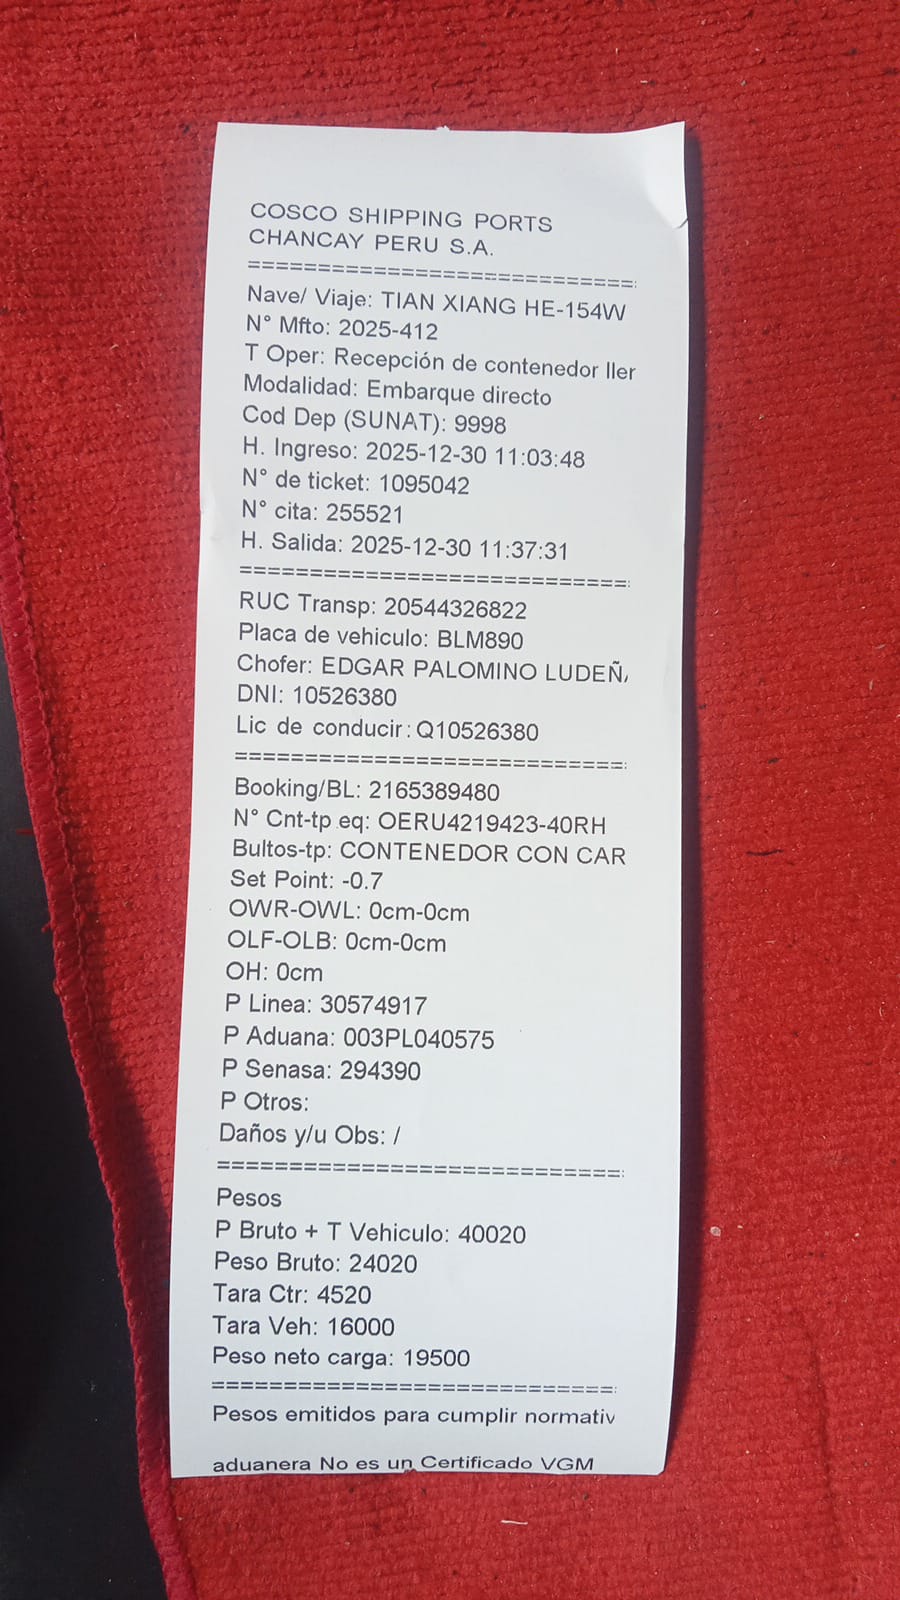 COSCO SHIPPING PORTS
CHANCAY PERU S.A.
============================:
Nave/ Viaje: TIAN XIANG HE-154W
N° Mfto: 2025-412
T Oper: Recepción de contenedor ller
Modalidad: Embarque directo
Cod Dep (SUNAT): 9998
H. Ingreso: 2025-12-30 11:03:48
N° de ticket: 1095042
N° cita: 255521
H. Salida: 2025-12-30 11:37:31
============================:
RUC Transp: 20544326822
Placa de vehiculo: BLM890
Chofer: EDGAR PALOMINO LUDEÑ
DNI: 10526380
Lic de conducir: Q10526380
============================:
Booking/BL: 2165389480
N° Cnt-tp eq: OERU4219423-40RH
Bultos-tp: CONTENEDOR CON CAR
Set Point: -0.7
OWR-OWL: 0cm-0cm
OLF-OLB: 0cm-0cm
OH: 0cm
P Linea: 30574917
P Aduana: 003PL040575
P Senasa: 294390
P Otros:
Daños y/u Obs: /
============================:
Pesos
P Bruto + T Vehiculo: 40020
Peso Bruto: 24020
Tara Ctr: 4520
Tara Veh: 16000
Peso neto carga: 19500
============================:
Pesos emitidos para cumplir normativ
aduanera No es un Certificado VGM